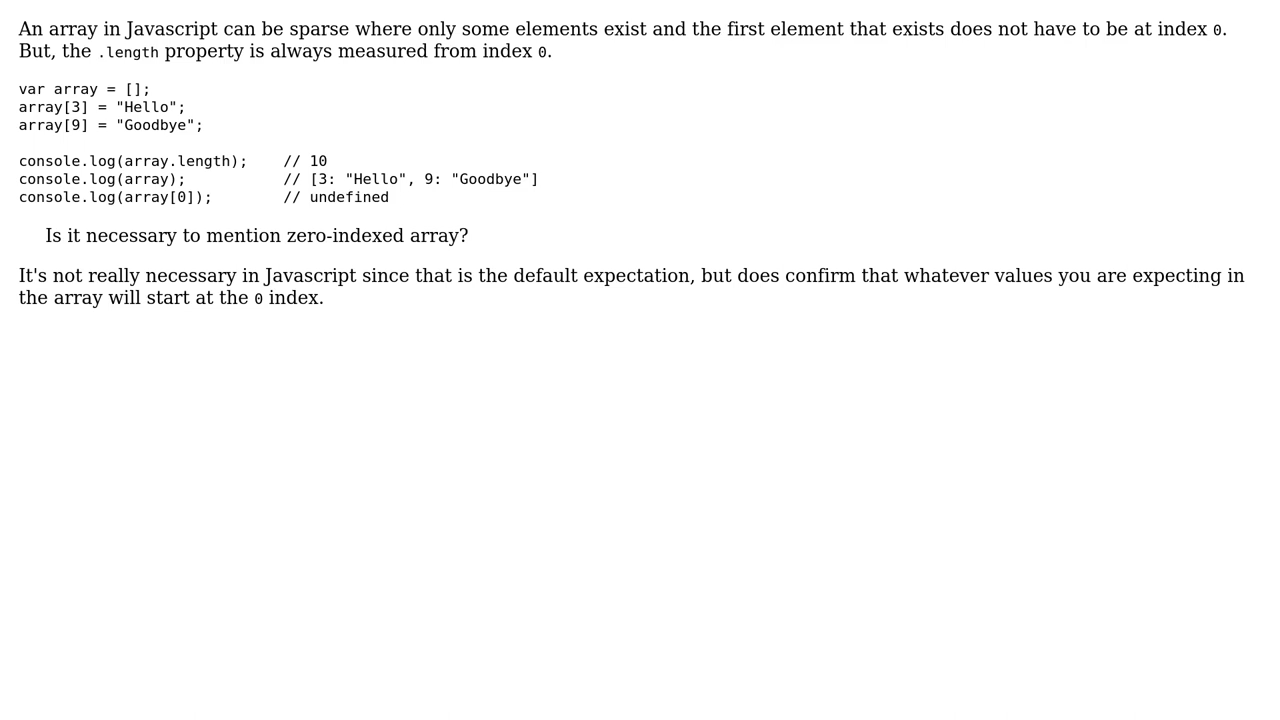 An array in Javascript can be sparse where only some elements exist and the first element that exists does not have to be at index 0.
But, the .length property is always measured from index 0.
var array = [];
array[3] = "Hello";
array[9] = "Goodbye";
console.log(array.length);    // 10
console.log(array);           // [3: "Hello", 9: "Goodbye"]
console.log(array[0]);        // undefined
Is it necessary to mention zero-indexed array?
It's not really necessary in Javascript since that is the default expectation, but does confirm that whatever values you are expecting in
the array will start at the 0 index.